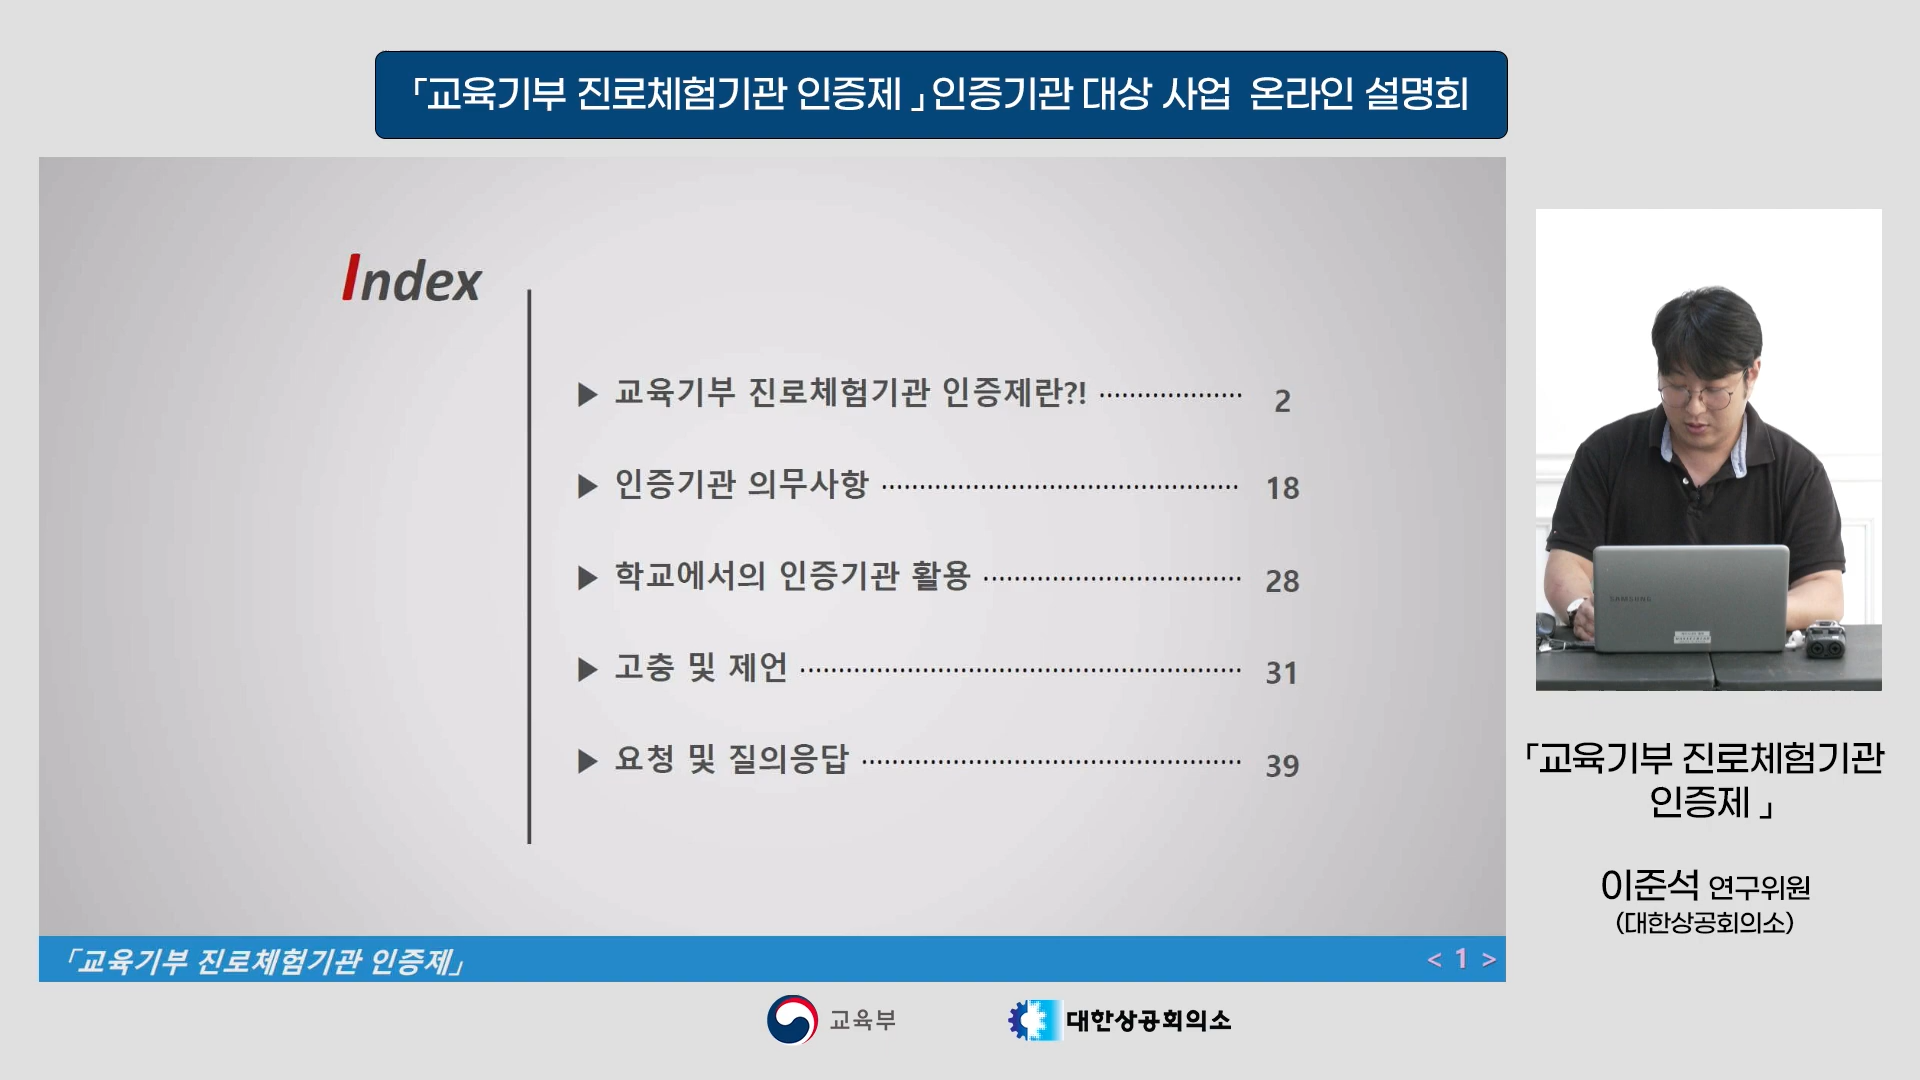 「교육기부 진로체험기관 인증제」인증기관 대상 사업 온라인 설명회
Index
▶ 교육기부 진로체험기관 인증제란?! 2
▶ 인증기관 의무사항 18
▶ 학교에서의 인증기관 활용 28
▶ 고충 및 제언 31
▶ 요청 및 질의응답 39
SAMSUNG
「교육기부 진로체험기관
인증제」
이준석 연구위원
(대한상공회의소)
「교육기부 진로체험기관 인증제」 < 1 >
교육부 대한상공회의소